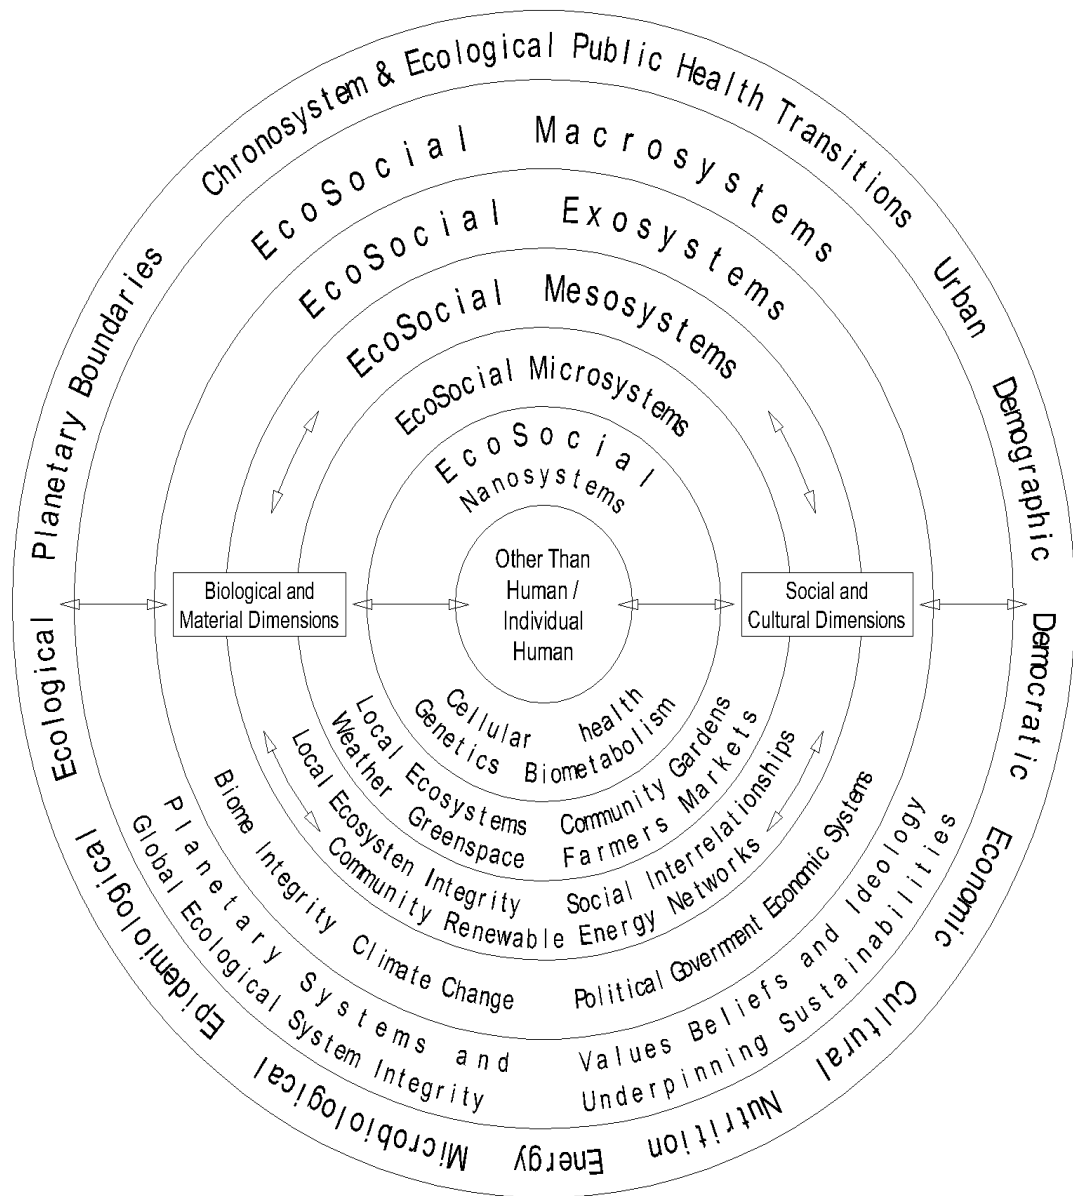 Chronosystem & Ecological Public Health Transitions
Urban
Demographic
Democratic
Economic
Cultural
Nutrition
Energy
Microbiological
Epidemiological
Ecological
Planetary Boundaries
EcoSocial Macrosystems
EcoSocial Exosystems
EcoSocial Mesosystems
EcoSocial Microsystems
EcoSocial
Nanosystems
Other Than
Human /
Individual
Human
Biological and
Material Dimensions
Social and
Cultural Dimensions
Cellular health
Genetics Biometabolism
Local Ecosystems Community Gardens
Weather Greenspace Farmers Markets
Local Ecosysten Integrity Social Interrelationships
Community Renewable Energy Networks
Biome Integrity Climate Change Political Goverment Economic Systems
Planetary Systems and Values Beliefs and Ideology
Global Ecological System Integrity Underpinning Sustainabilities